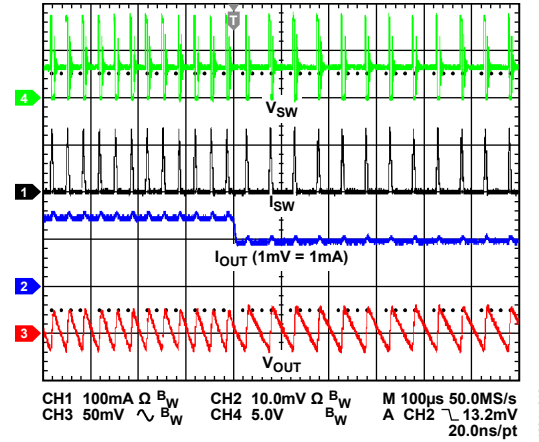 T
4
V_SW
1
I_SW
I_OUT (1mV = 1mA)
2
3
V_OUT
CH1 100mA Ω B_W CH2 10.0mV Ω B_W M 100µs 50.0MS/s
CH3 50mV ∿ B_W CH4 5.0V B_W A CH2 ⁊ 13.2mV
20.0ns/pt